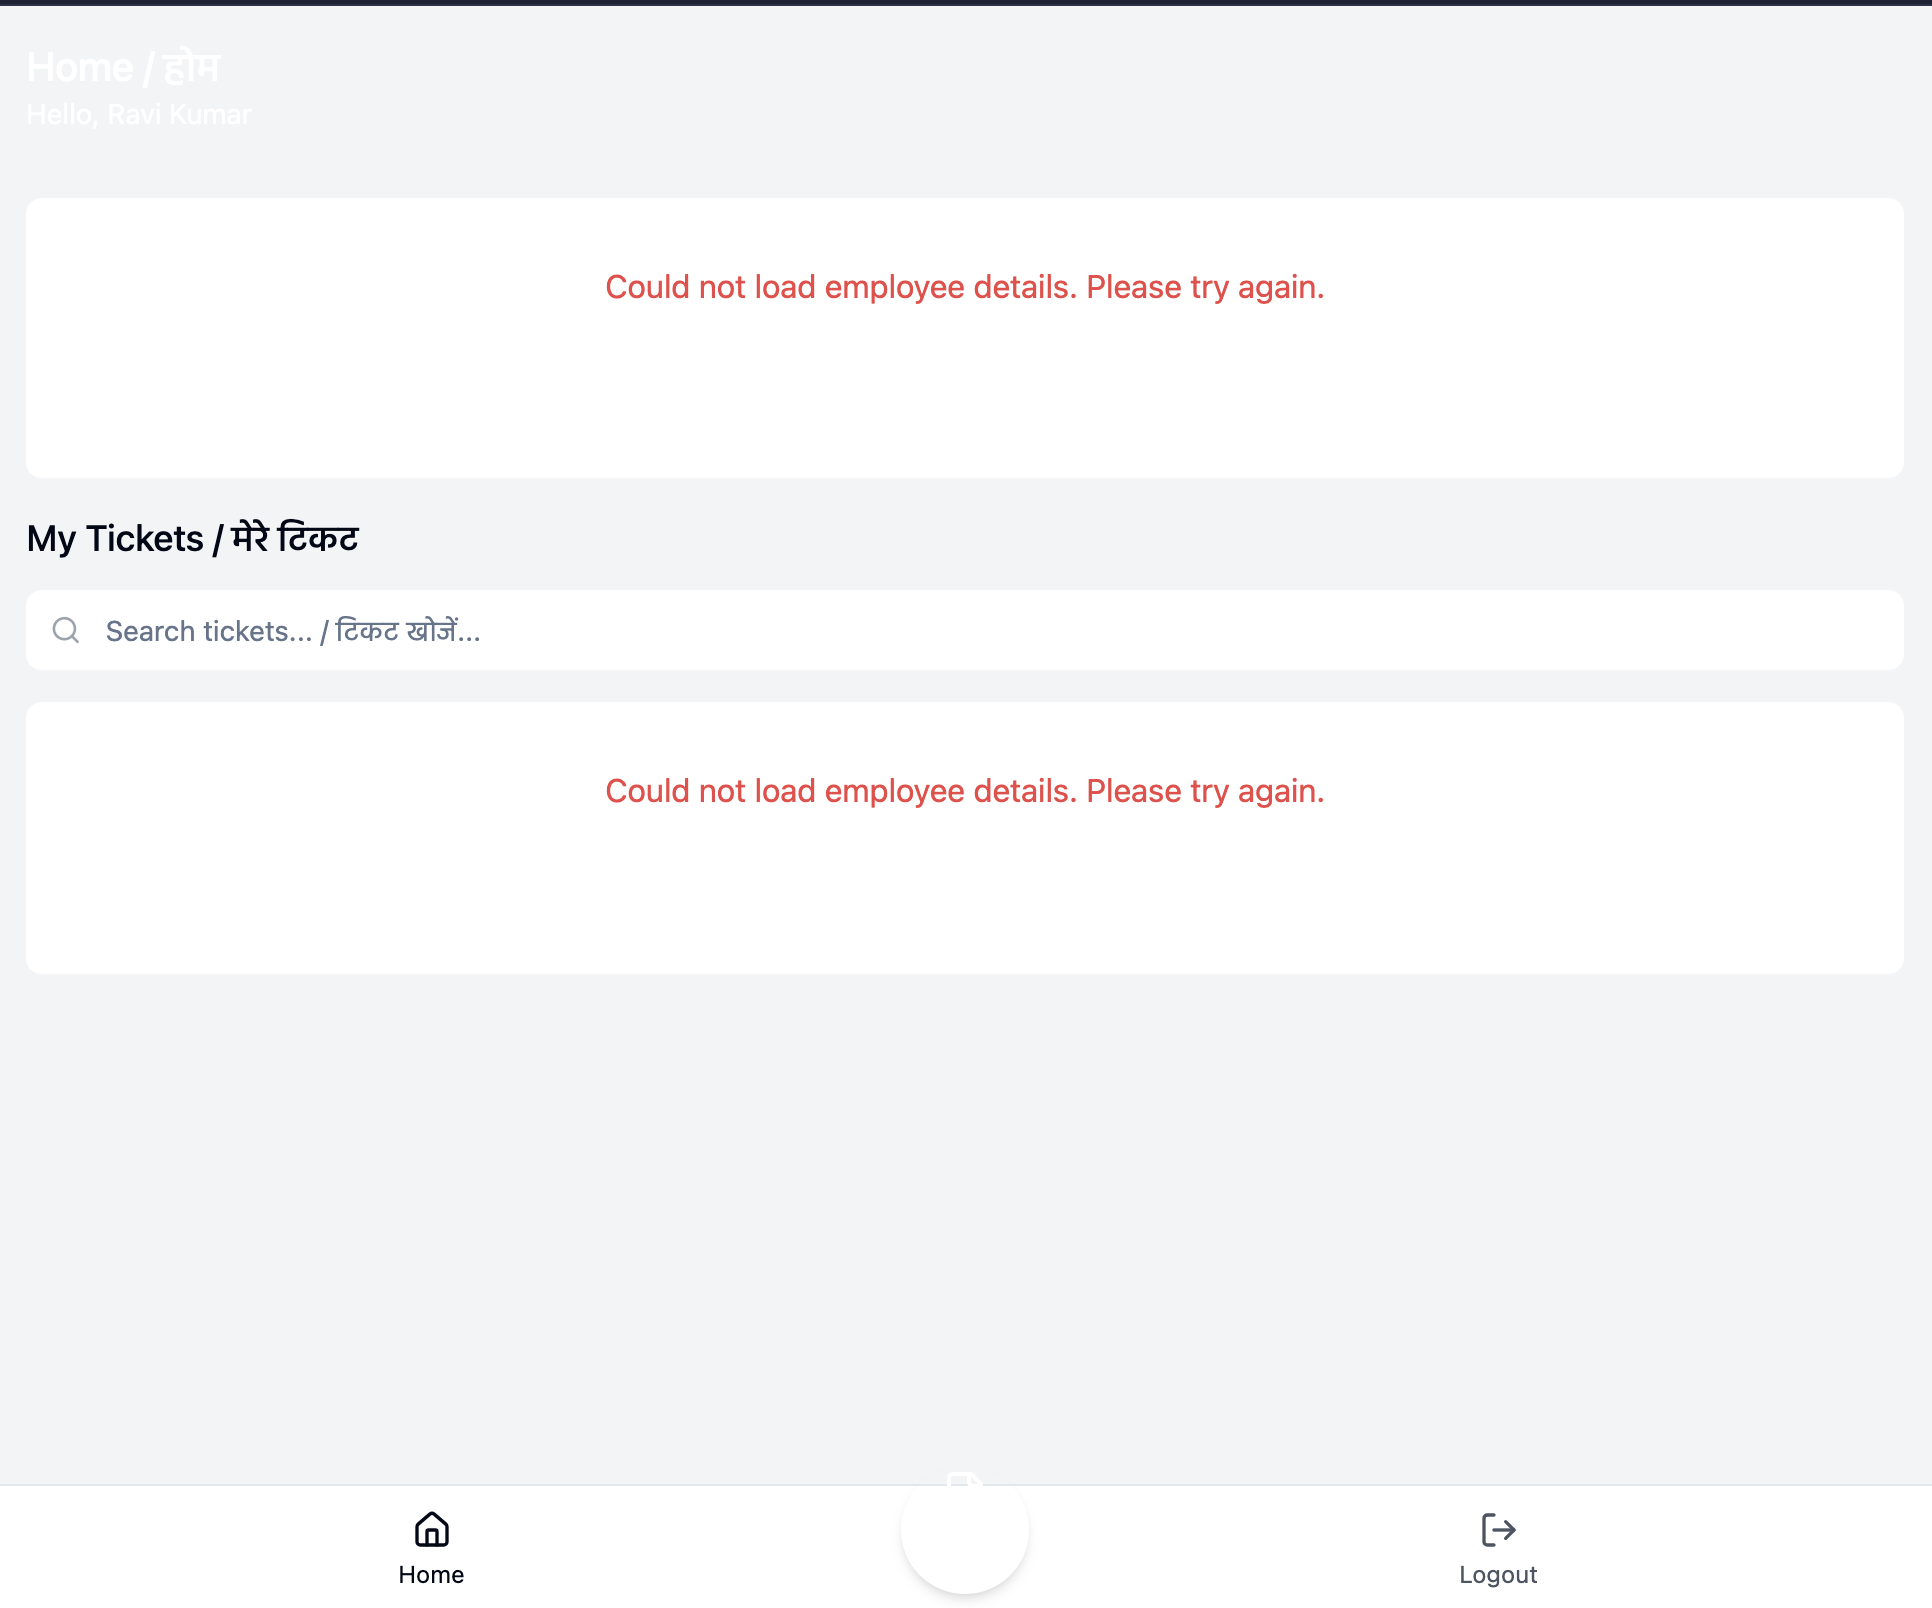 Home / होम
Hello, Ravi Kumar
Could not load employee details. Please try again.
My Tickets / मेरे टिकट
Search tickets... / टिकट खोजें...
Could not load employee details. Please try again.
Home
Logout